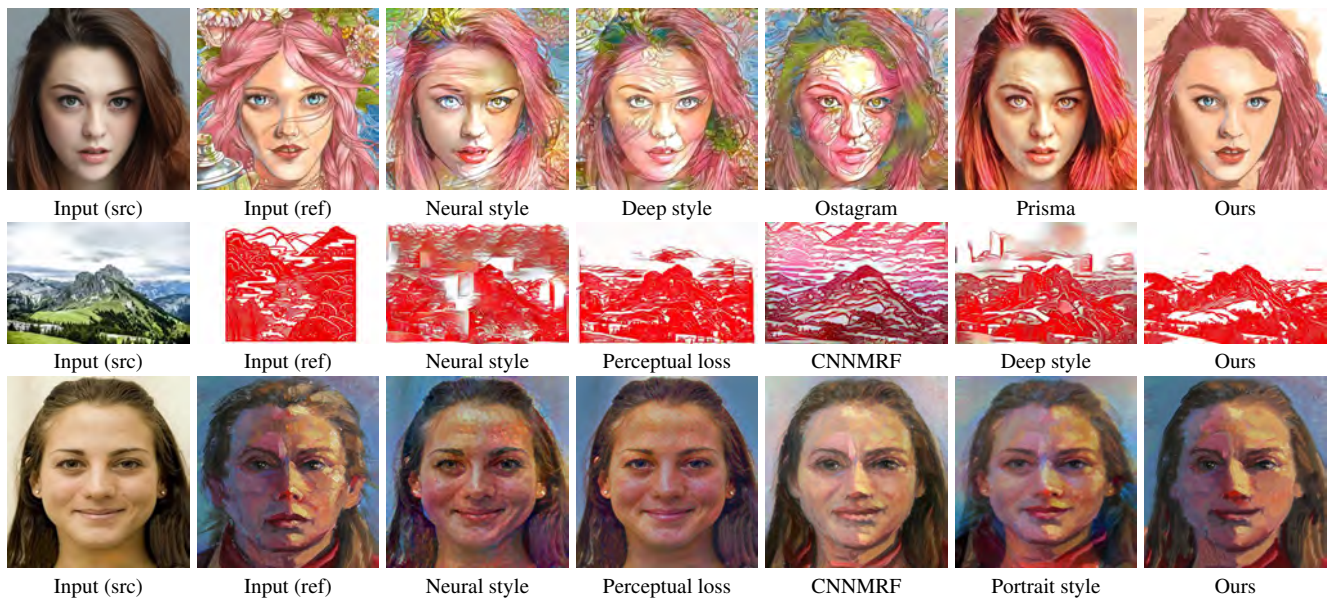 Input (src) Input (ref) Neural style Deep style Ostagram Prisma Ours
Input (src) Input (ref) Neural style Perceptual loss CNNMRF Deep style Ours
Input (src) Input (ref) Neural style Perceptual loss CNNMRF Portrait style Ours